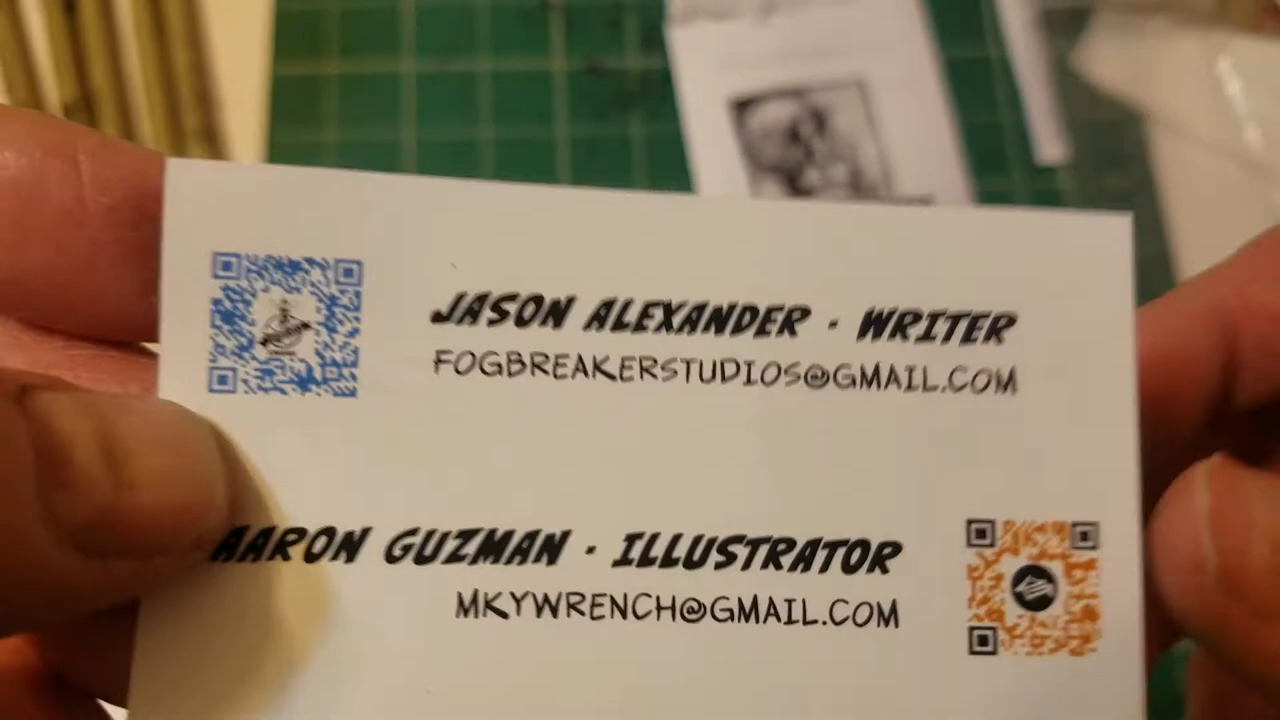 JASON ALEXANDER · WRITER
FOGBREAKERSTUDIOS@GMAIL.COM
AARON GUZMAN · ILLUSTRATOR
MKYWRENCH@GMAIL.COM